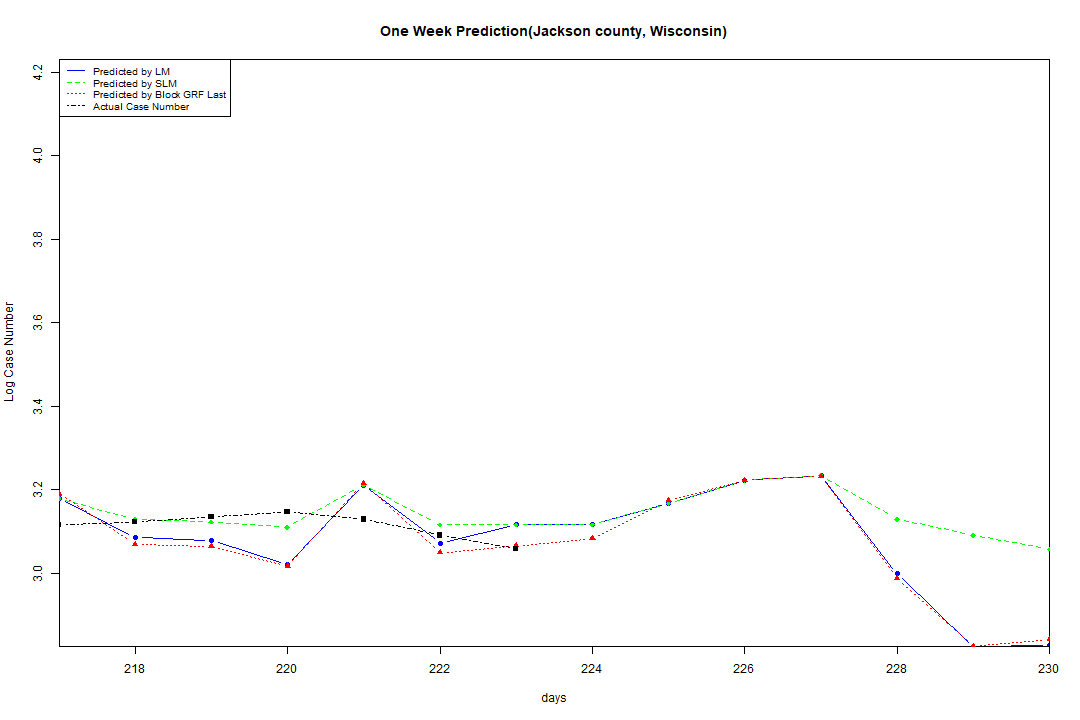 One Week Prediction(Jackson county, Wisconsin)
Predicted by LM
Predicted by SLM
Predicted by Block GRF Last
Actual Case Number
4.2
4.0
3.8
3.6
3.4
3.2
3.0
Log Case Number
218 220 222 224 226 228 230
days